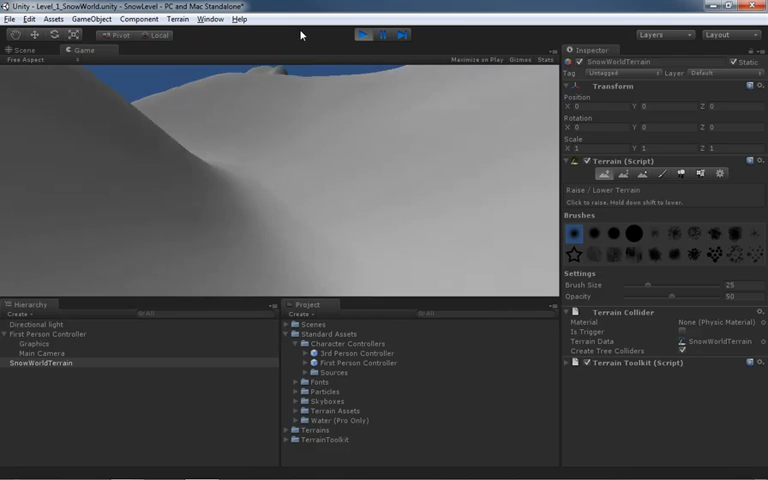 Unity - Level_1_SnowWorld.unity - SnowLevel - PC and Mac Standalone*
File Edit Assets GameObject Component Terrain Window Help
Pivot Local Layers Layout
Scene Game
Free Aspect Maximize on Play Gizmos Stats
Inspector
SnowWorldTerrain Static
Tag Untagged Layer Default
Transform
Position
X 0 Y 0 Z 0
Rotation
X 0 Y 0 Z 0
Scale
X 1 Y 1 Z 1
Terrain (Script)
Raise / Lower Terrain
Click to raise. Hold down shift to lower.
Brushes
Settings
Brush Size 25
Opacity 50
Terrain Collider
Material None (Physic Material)
Is Trigger
Terrain Data SnowWorldTerrain
Create Tree Colliders
Terrain Toolkit (Script)
Hierarchy
Create All
Directional light
First Person Controller
Graphics
Main Camera
SnowWorldTerrain
Project
Create All
Scenes
Standard Assets
Character Controllers
3rd Person Controller
First Person Controller
Sources
Fonts
Particles
Skyboxes
Terrain Assets
Water (Pro Only)
Terrains
TerrainToolkit